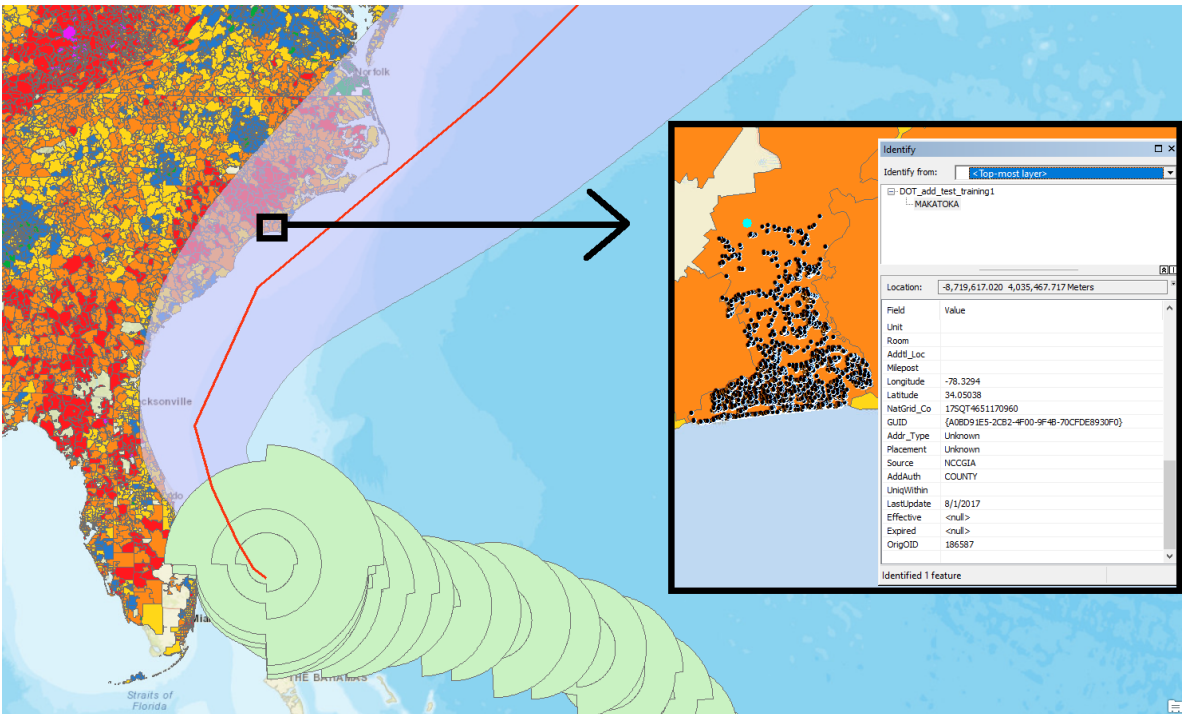 Norfolk
cksonville
do
Mia
THE BAHAMAS
Straits of
Florida
Identify
Identify from:
<Top-most layer>
DOT_add_test_training1
MAKATOKA
Location:
-8,719,617.020 4,035,467.717 Meters
Field Value
Unit
Room
Addtl_Loc
Milepost
Longitude -78.3294
Latitude 34.05038
NatGrid_Co 17SQT4651170960
GUID {A0BD91E5-2CB2-4F00-9F4B-70CFDE8930F0}
Addr_Type Unknown
Placement Unknown
Source NCCGIA
AddAuth COUNTY
UniqWithin
LastUpdate 8/1/2017
Effective <null>
Expired <null>
OrigOID 186587
Identified 1 feature